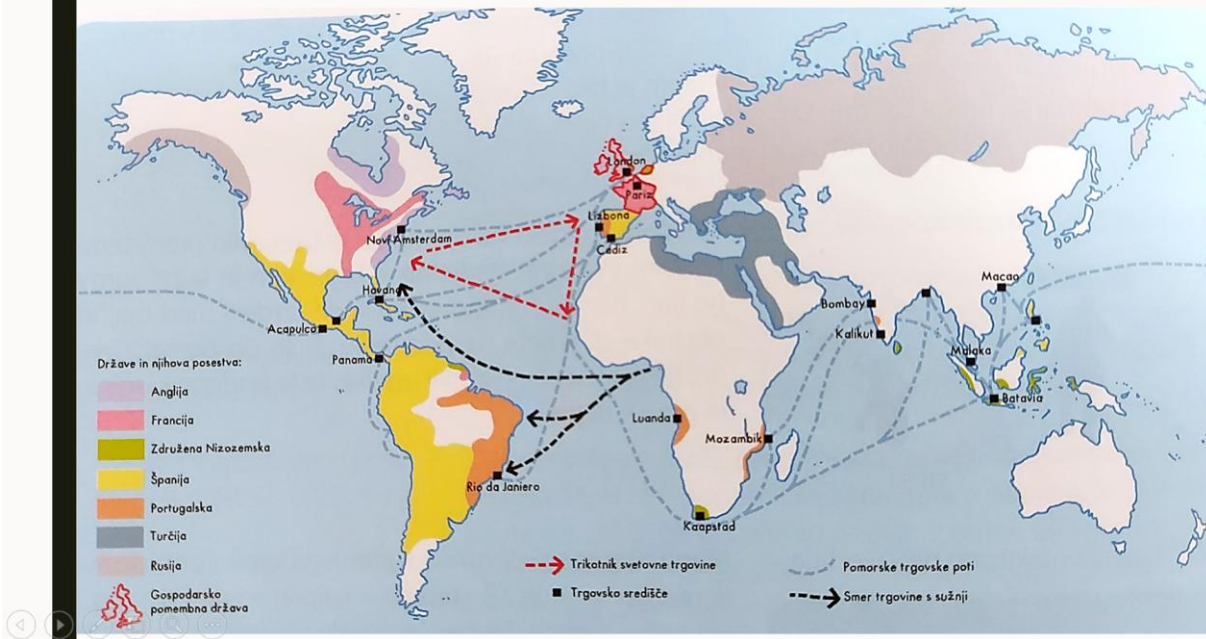 London
Pariz
Lizbona
Cadiz
Novi Amsterdam
Havana
Acapulco
Panama
Macao
Bombay
Kalikut
Malaka
Batavia
Luanda
Mozambik
Rio da Janiero
Kaapstad
Države in njihova posestva:
Anglija
Francija
Združena Nizozemska
Španija
Portugalska
Turčija
Rusija
Gospodarsko
pomembna država
Trikotnik svetovne trgovine
Trgovsko središče
Pomorske trgovske poti
Smer trgovine s sužnji